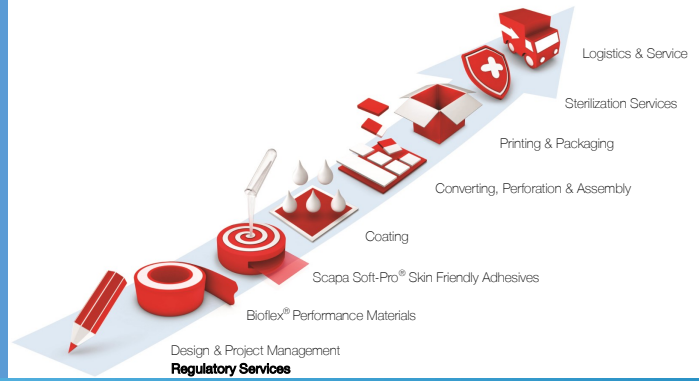 Logistics & Service
Sterilization Services
Printing & Packaging
Converting, Perforation & Assembly
Coating
Scapa Soft-Pro® Skin Friendly Adhesives
Bioflex® Performance Materials
Design & Project Management
Regulatory Services